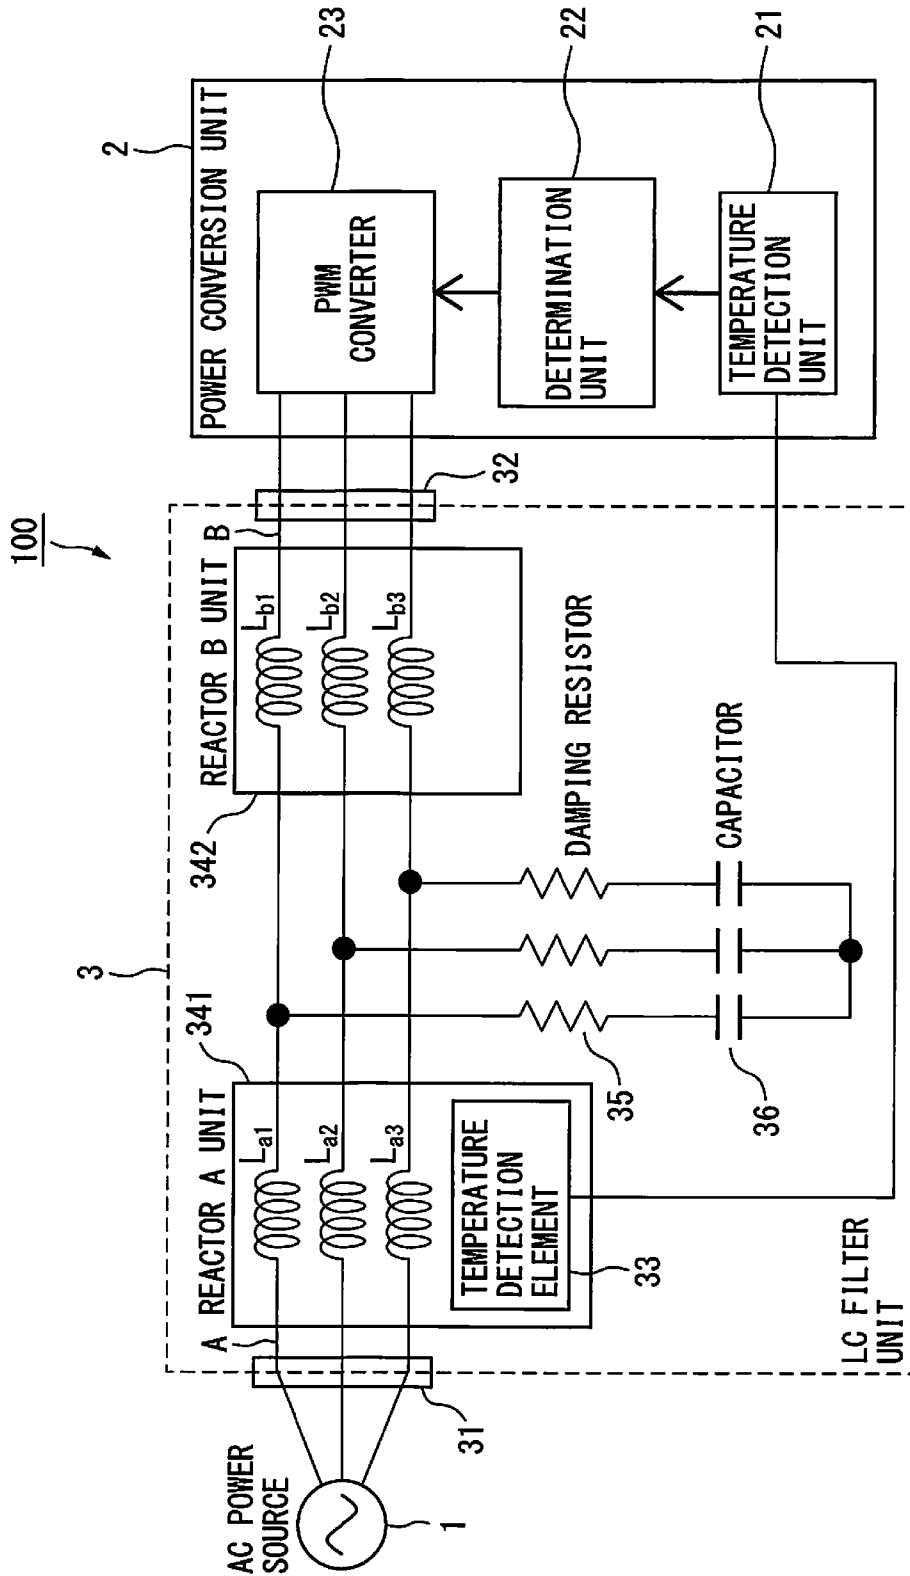 100
3
2
POWER CONVERSION UNIT
23
PWM
CONVERTER
22
DETERMINATION
UNIT
21
TEMPERATURE
DETECTION
UNIT
AC POWER
SOURCE
1
31
A
REACTOR A UNIT
341
La1
La2
La3
TEMPERATURE
DETECTION
ELEMENT
33
342
REACTOR B UNIT
B
Lb1
Lb2
Lb3
32
DAMPING RESISTOR
35
CAPACITOR
36
LC FILTER
UNIT